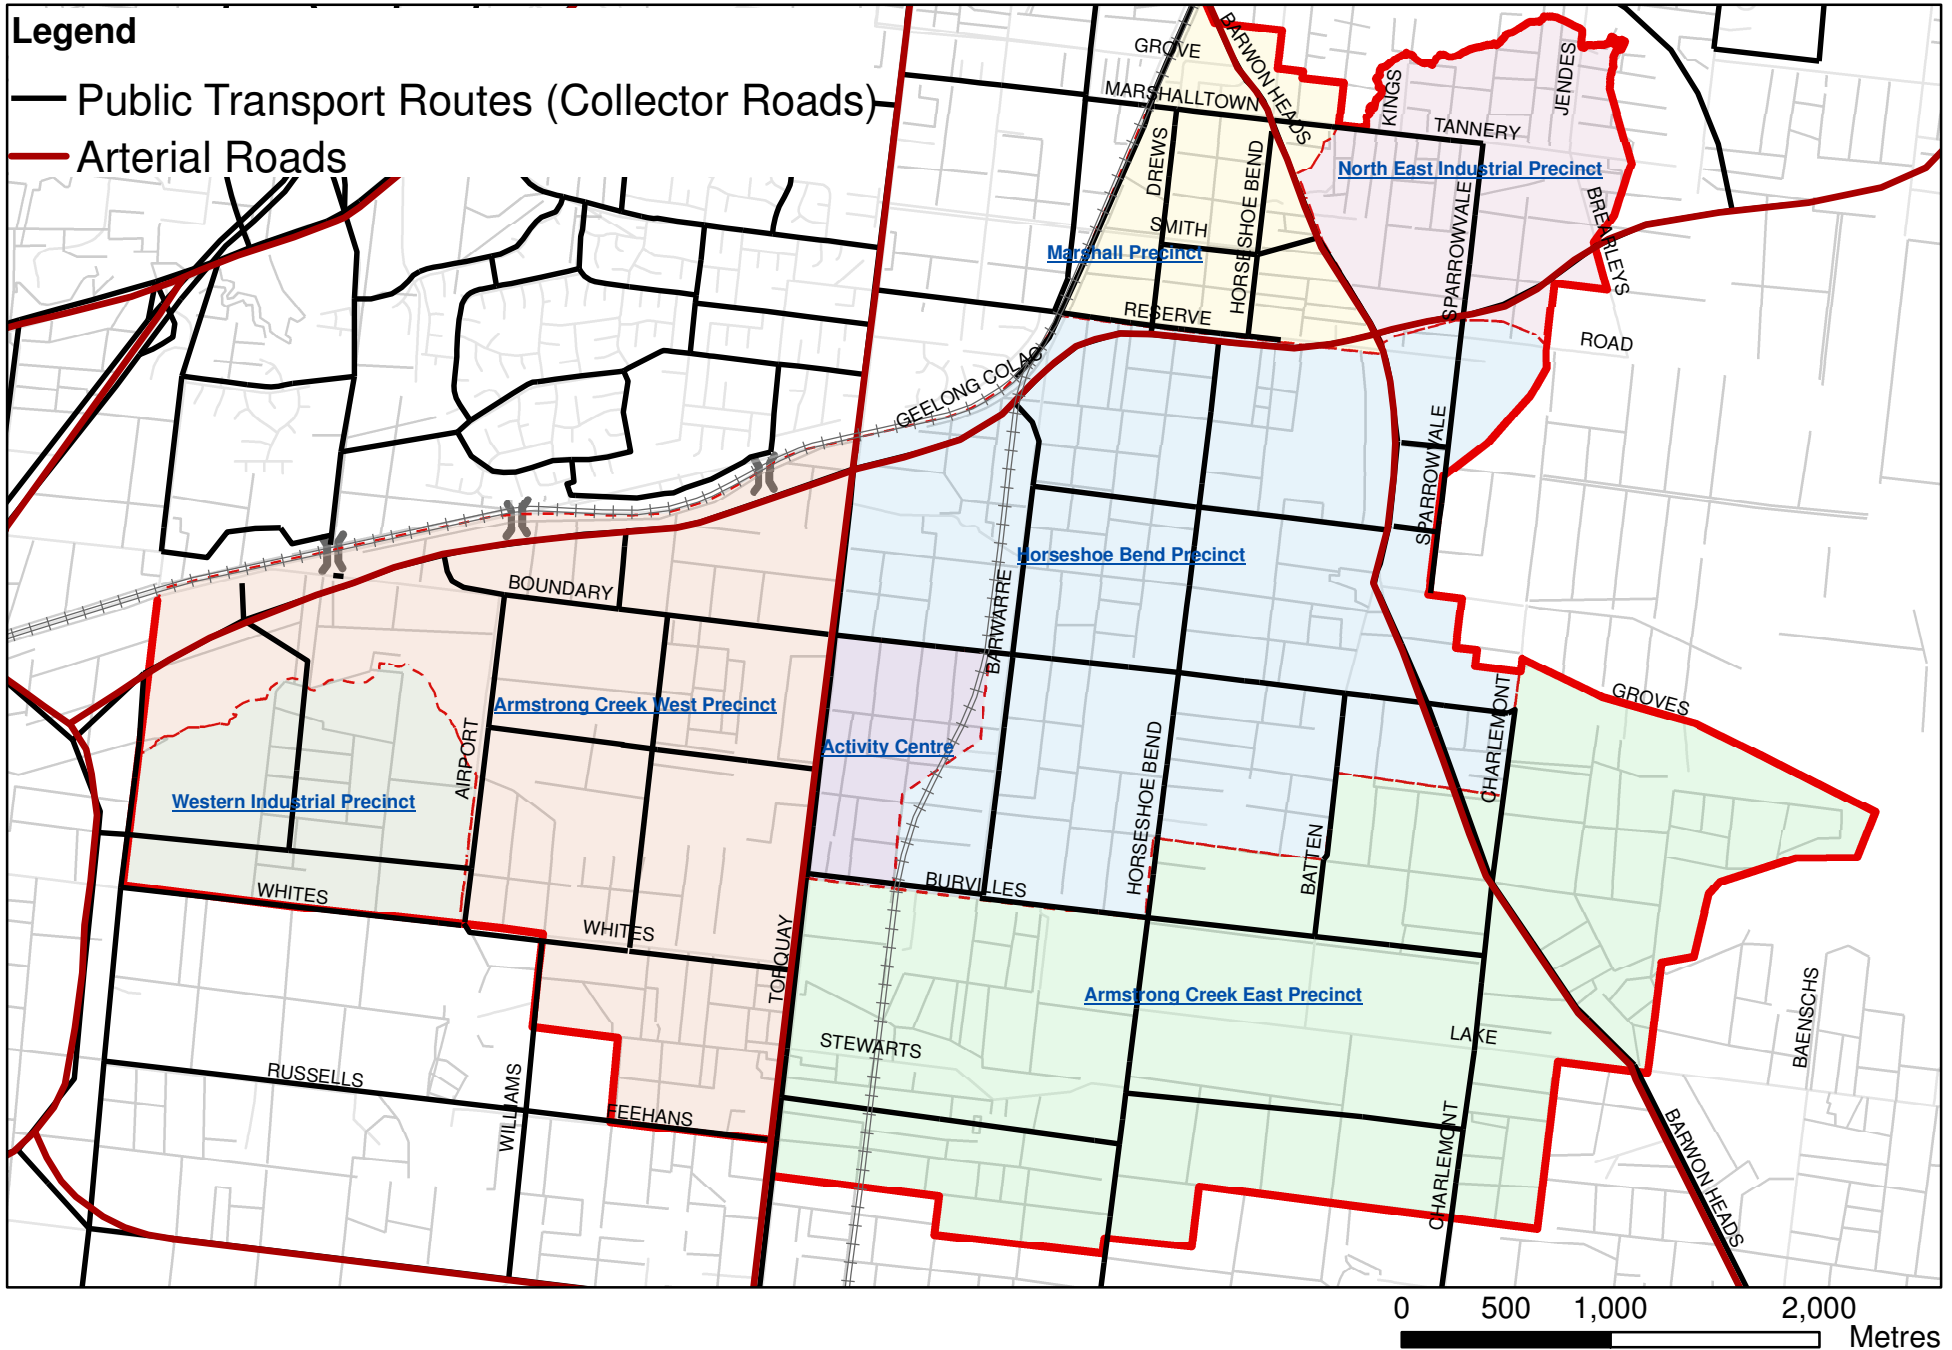 Legend
Public Transport Routes (Collector Roads)
Arterial Roads
GROVE
BARWON HEADS
MARSHALLTOWN
KINGS
JENDES
TANNERY
DREWS
HORSESHOE BEND
North East Industrial Precinct
SPARROWVALE
BREARLEYS
SMITH
Marshall Precinct
RESERVE
ROAD
GEELONG COLAC
SPARROWVALE
Horseshoe Bend Precinct
BOUNDARY
BARWARRE
GROVES
CHARLEMONT
Armstrong Creek West Precinct
AIRPORT
Activity Centre
HORSESHOE BEND
Western Industrial Precinct
BATTEN
WHITES
BURVILLES
WHITES
TORQUAY
Armstrong Creek East Precinct
BAENSCHS
STEWARTS
LAKE
RUSSELLS
WILLIAMS
FEEHANS
CHARLEMONT
BARWON HEADS
0 500 1,000 2,000
Metres